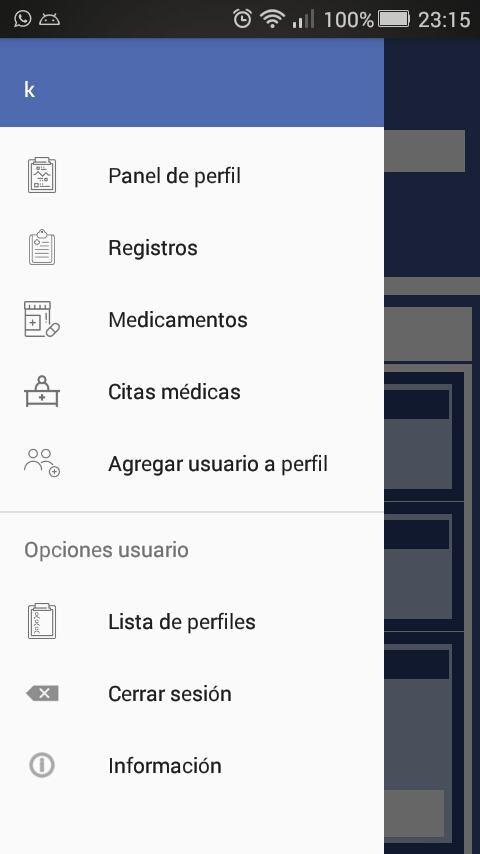 100% 23:15
k
Panel de perfil
Registros
Medicamentos
Citas médicas
Agregar usuario a perfil
Opciones usuario
Lista de perfiles
Cerrar sesión
Información